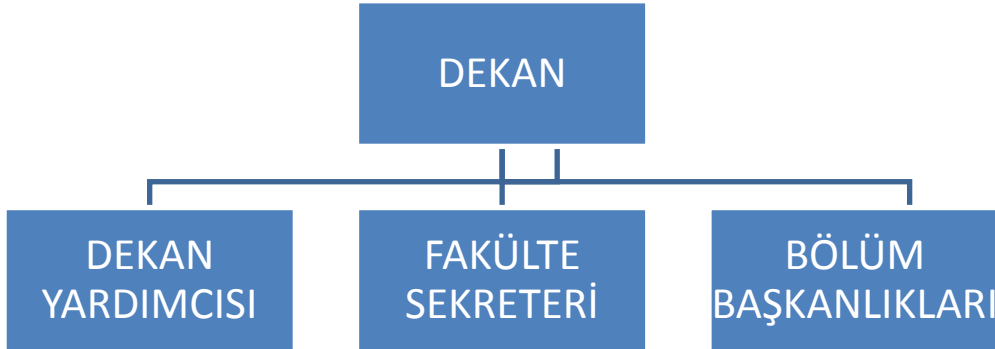 DEKAN
DEKAN
YARDIMCISI
FAKÜLTE
SEKRETERİ
BÖLÜM
BAŞKANLIKLARI